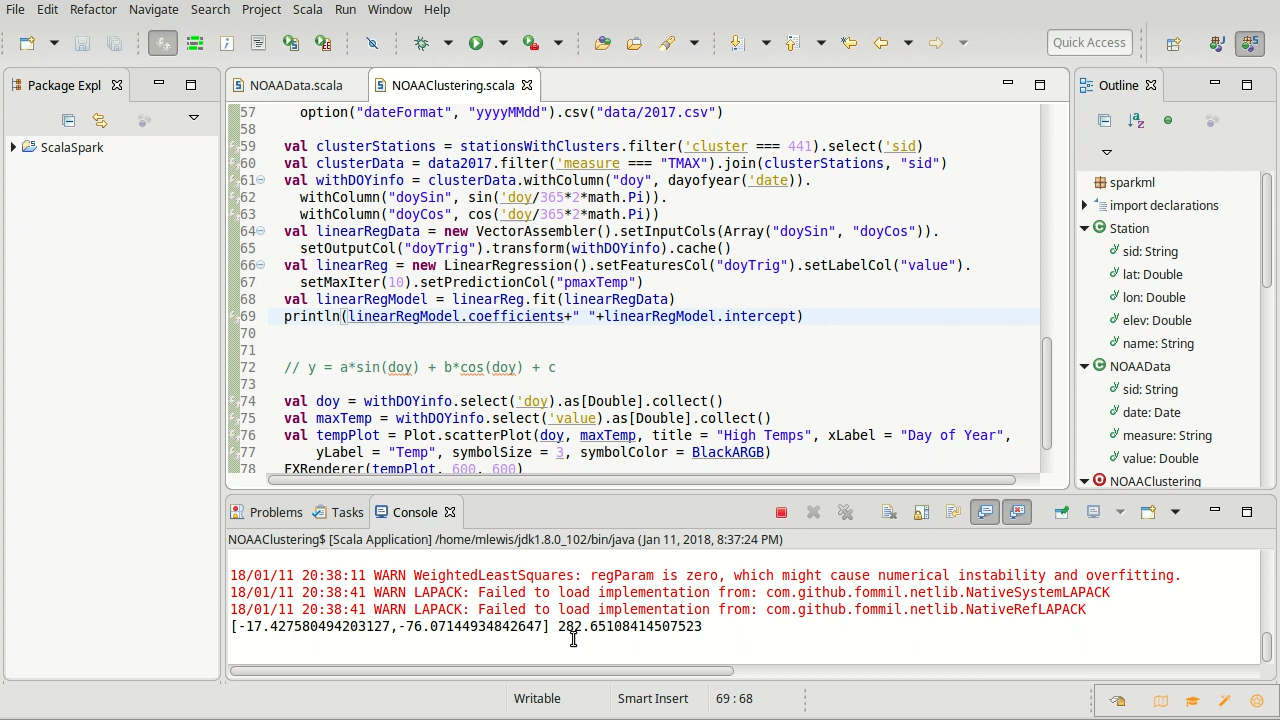 File Edit Refactor Navigate Search Project Scala Run Window Help
Quick Access
Package Expl
NOAAData.scala
NOAAClustering.scala
Outline
ScalaSpark
57 option("dateFormat", "yyyyMMdd").csv("data/2017.csv")
58
59 val clusterStations = stationsWithClusters.filter('cluster === 441).select('sid)
60 val clusterData = data2017.filter('measure === "TMAX").join(clusterStations, "sid")
61 val withDOYinfo = clusterData.withColumn("doy", dayofyear('date)).
62 withColumn("doySin", sin('doy/365*2*math.Pi)).
63 withColumn("doyCos", cos('doy/365*2*math.Pi))
64 val linearRegData = new VectorAssembler().setInputCols(Array("doySin", "doyCos")).
65 setOutputCol("doyTrig").transform(withDOYinfo).cache()
66 val linearReg = new LinearRegression().setFeaturesCol("doyTrig").setLabelCol("value").
67 setMaxIter(10).setPredictionCol("pmaxTemp")
68 val linearRegModel = linearReg.fit(linearRegData)
69 println(linearRegModel.coefficients+" "+linearRegModel.intercept)
70
71
72 // y = a*sin(doy) + b*cos(doy) + c
73
74 val doy = withDOYinfo.select('doy).as[Double].collect()
75 val maxTemp = withDOYinfo.select('value).as[Double].collect()
76 val tempPlot = Plot.scatterPlot(doy, maxTemp, title = "High Temps", xLabel = "Day of Year",
77 yLabel = "Temp", symbolSize = 3, symbolColor = BlackARGB)
78 FXRenderer(tempPlot, 600, 600)
sparkml
import declarations
Station
sid: String
lat: Double
lon: Double
elev: Double
name: String
NOAAData
sid: String
date: Date
measure: String
value: Double
NOAAClustering
Problems
Tasks
Console
NOAAClustering$ [Scala Application] /home/mlewis/jdk1.8.0_102/bin/java (Jan 11, 2018, 8:37:24 PM)
18/01/11 20:38:11 WARN WeightedLeastSquares: regParam is zero, which might cause numerical instability and overfitting.
18/01/11 20:38:41 WARN LAPACK: Failed to load implementation from: com.github.fommil.netlib.NativeSystemLAPACK
18/01/11 20:38:41 WARN LAPACK: Failed to load implementation from: com.github.fommil.netlib.NativeRefLAPACK
[-17.427580494203127,-76.07144934842647] 282.65108414507523
Writable
Smart Insert
69 : 68